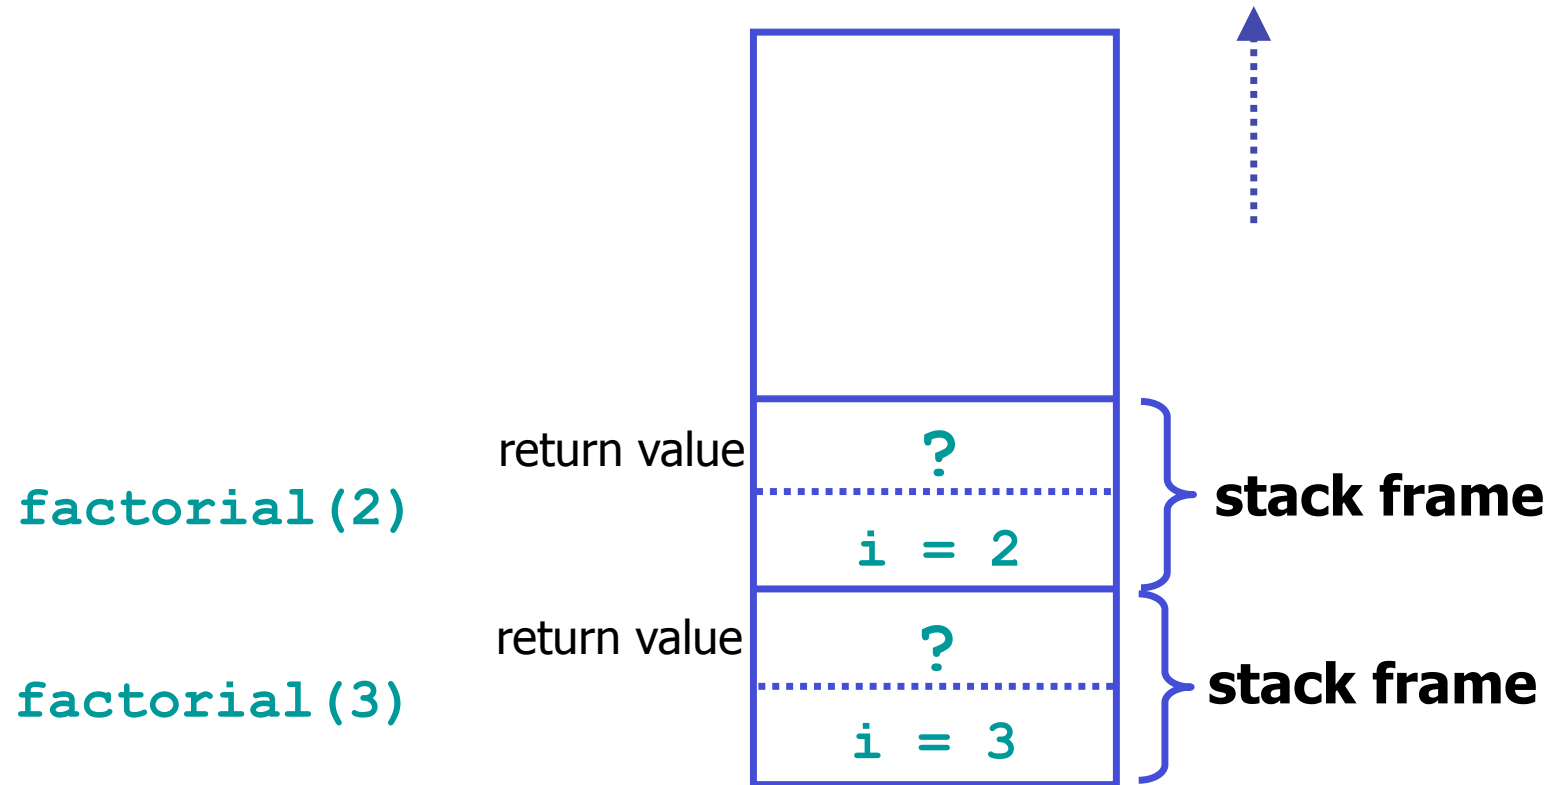 return value
?
factorial(2)
stack frame
i = 2
return value
?
factorial(3)
stack frame
i = 3